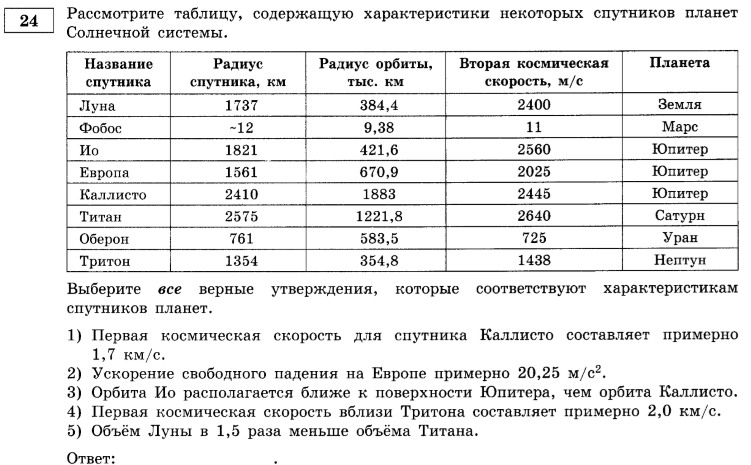 24
Рассмотрите таблицу, содержащую характеристики некоторых спутников планет
Солнечной системы.
Название спутника | Радиус спутника, км | Радиус орбиты, тыс. км | Вторая космическая скорость, м/с | Планета
Луна | 1737 | 384,4 | 2400 | Земля
Фобос | ~12 | 9,38 | 11 | Марс
Ио | 1821 | 421,6 | 2560 | Юпитер
Европа | 1561 | 670,9 | 2025 | Юпитер
Каллисто | 2410 | 1883 | 2445 | Юпитер
Титан | 2575 | 1221,8 | 2640 | Сатурн
Оберон | 761 | 583,5 | 725 | Уран
Тритон | 1354 | 354,8 | 1438 | Нептун
Выберите все верные утверждения, которые соответствуют характеристикам
спутников планет.
1) Первая космическая скорость для спутника Каллисто составляет примерно
1,7 км/с.
2) Ускорение свободного падения на Европе примерно 20,25 м/с².
3) Орбита Ио располагается ближе к поверхности Юпитера, чем орбита Каллисто.
4) Первая космическая скорость вблизи Тритона составляет примерно 2,0 км/с.
5) Объём Луны в 1,5 раза меньше объёма Титана.
Ответ: .